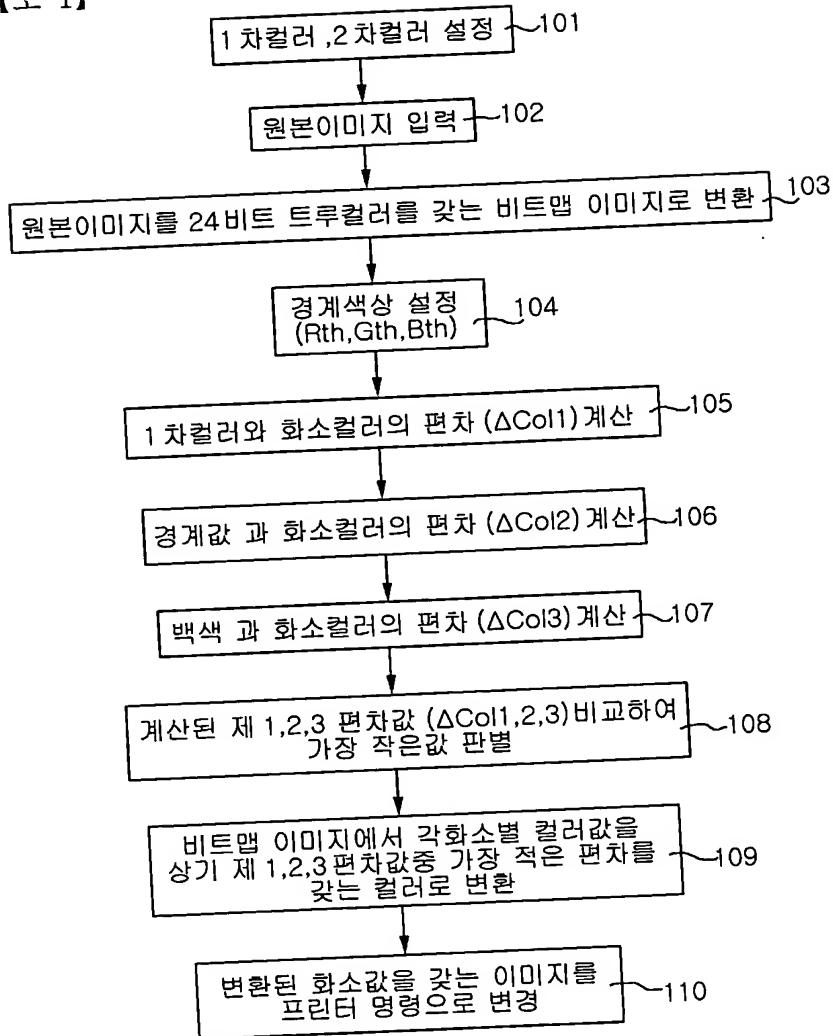 【도 1】
1차컬러 ,2차컬러 설정 101
원본이미지 입력 102
원본이미지를 24비트 트루컬러를 갖는 비트맵 이미지로 변환 103
경계색상 설정
(Rth,Gth,Bth) 104
1차컬러와 화소컬러의 편차(ΔCol1)계산 105
경계값 과 화소컬러의 편차(ΔCol2)계산 106
백색 과 화소컬러의 편차(ΔCol3)계산 107
계산된 제1,2,3 편차값(ΔCol1,2,3)비교하여
가장 작은값 판별 108
비트맵 이미지에서 각화소별 컬러값을
상기 제1,2,3편차값중 가장 적은 편차를 109
갖는 컬러로 변환
변환된 화소값을 갖는 이미지를
프린터 명령으로 변경 110